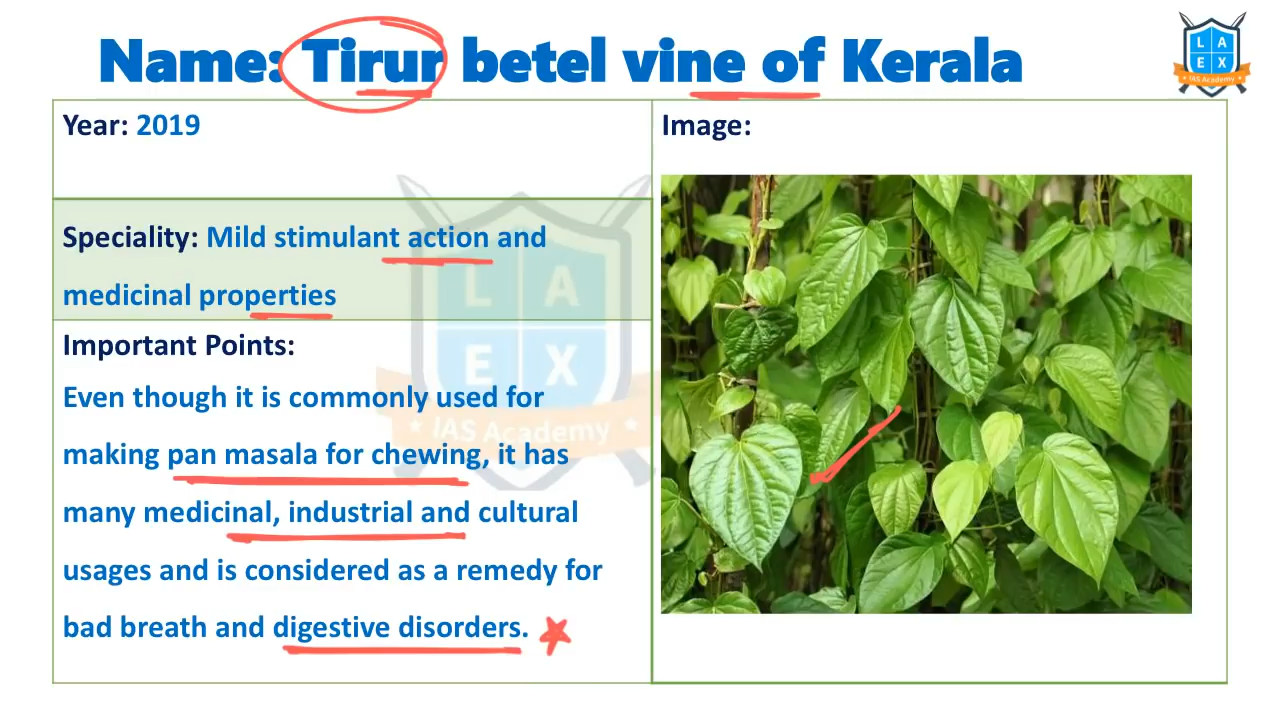 Name: Tirur betel vine of Kerala
L A
E X
IAS Academy
Year: 2019
Image:
Speciality: Mild stimulant action and
medicinal properties
Important Points:
Even though it is commonly used for
making pan masala for chewing, it has
many medicinal, industrial and cultural
usages and is considered as a remedy for
bad breath and digestive disorders.
L A
E X
IAS Academy